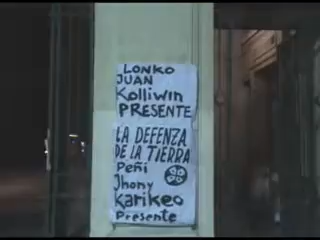 LONKO
JUAN
Kolliwin
PRESENTE
LA DEFENZA
DE LA TIERRA
Peñi
Jhony
Karikeo
Presente